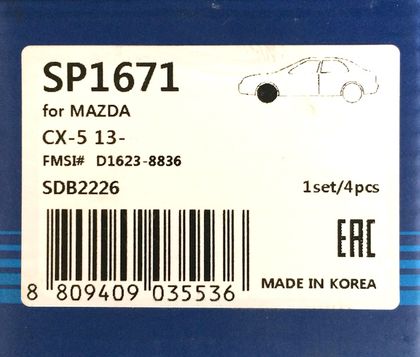 SP1671
for MAZDA
CX-5 13-
FMSI# D1623-8836
SDB2226 1set/4pcs
EAC
MADE IN KOREA
8 809409 035536